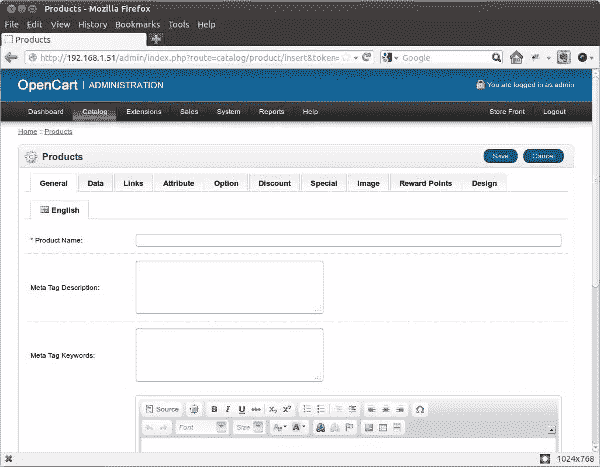 Products - Mozilla Firefox
File Edit View History Bookmarks Tools Help
Products
http://192.168.1.51/admin/index.php?route=catalog/product/insert&token= Google
OpenCart | ADMINISTRATION You are logged in as admin
Dashboard Catalog Extensions Sales System Reports Help Store Front Logout
Home :: Products
Products Save Cancel
General Data Links Attribute Option Discount Special Image Reward Points Design
English
* Product Name:
Meta Tag Description:
Meta Tag Keywords:
Source B I U abc X₂ X² Ω
Font Size A A
1024x768